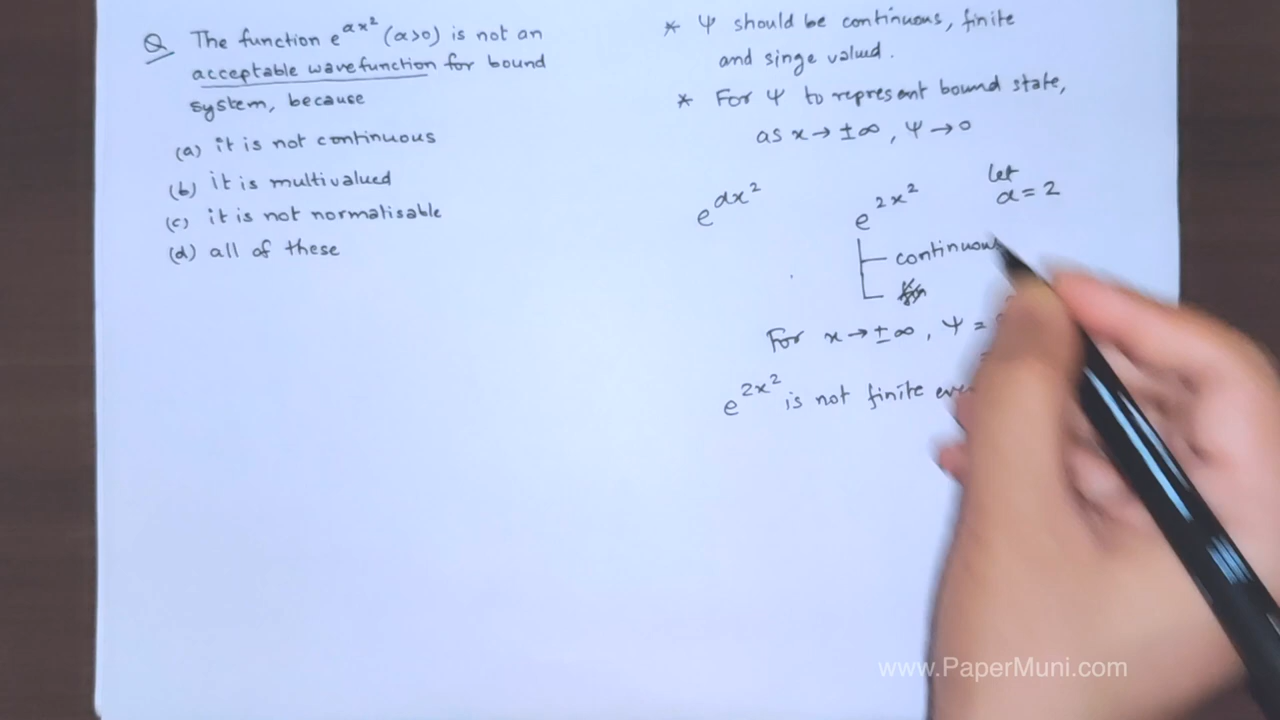 Q The function e^αx² (α>0) is not an
acceptable wavefunction for bound
system, because
(a) it is not continuous
(b) it is multivalued
(c) it is not normatisable
(d) all of these
* Ψ should be continuous, finite
and singe valued.
* For Ψ to represent bound state,
as x→±∞, Ψ→0
e^αx²
e^2x²
let
α=2
continuous
For x→±∞, Ψ =
e^2x² is not finite
www.PaperMuni.com